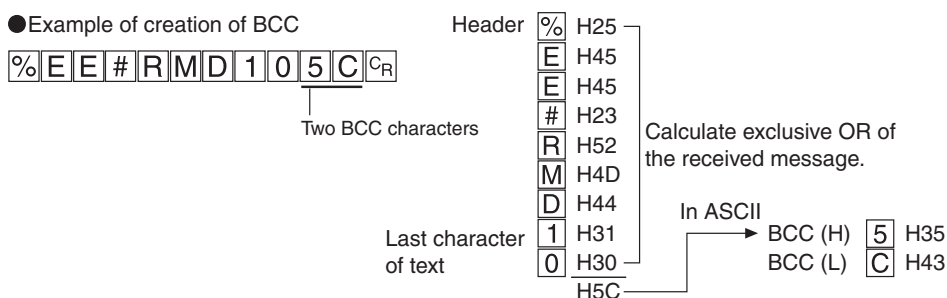 ●Example of creation of BCC
%EE#RMD105CCR
Two BCC characters
Header % H25
E H45
E H45
# H23
R H52
M H4D
D H44
Last character of text 1 H31
0 H30
H5C
Calculate exclusive OR of
the received message.
In ASCII
BCC (H) 5 H35
BCC (L) C H43